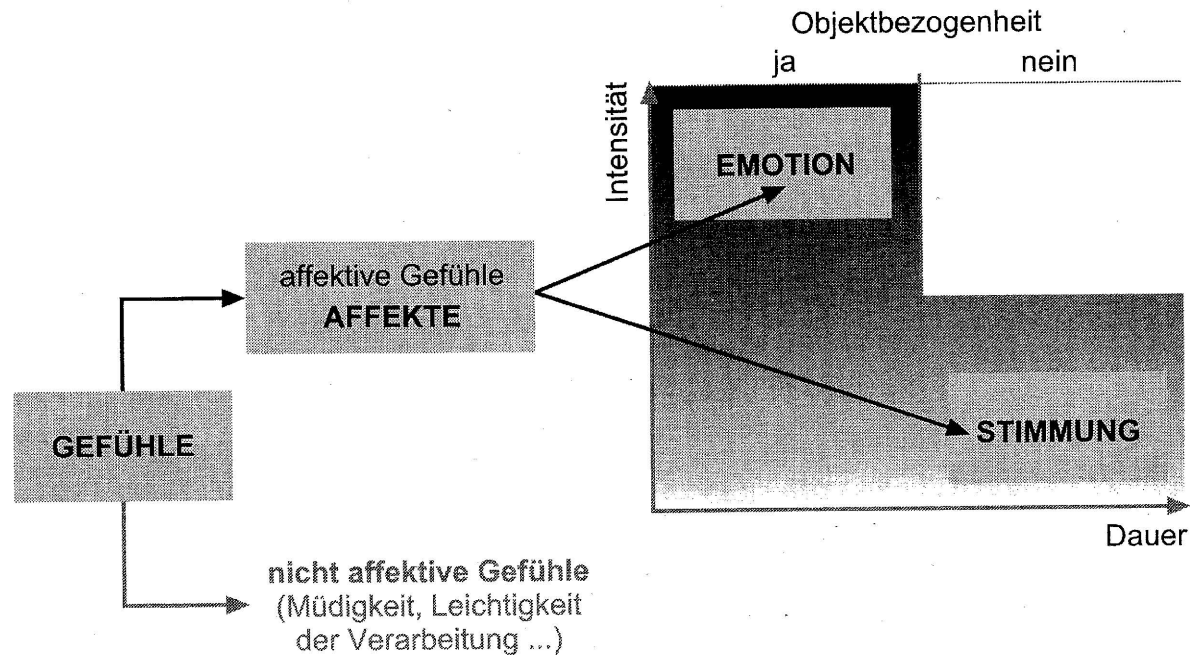 Objektbezogenheit
ja nein
Intensität
EMOTION
affektive Gefühle
AFFEKTE
GEFÜHLE
STIMMUNG
Dauer
nicht affektive Gefühle
(Müdigkeit, Leichtigkeit
der Verarbeitung ...)